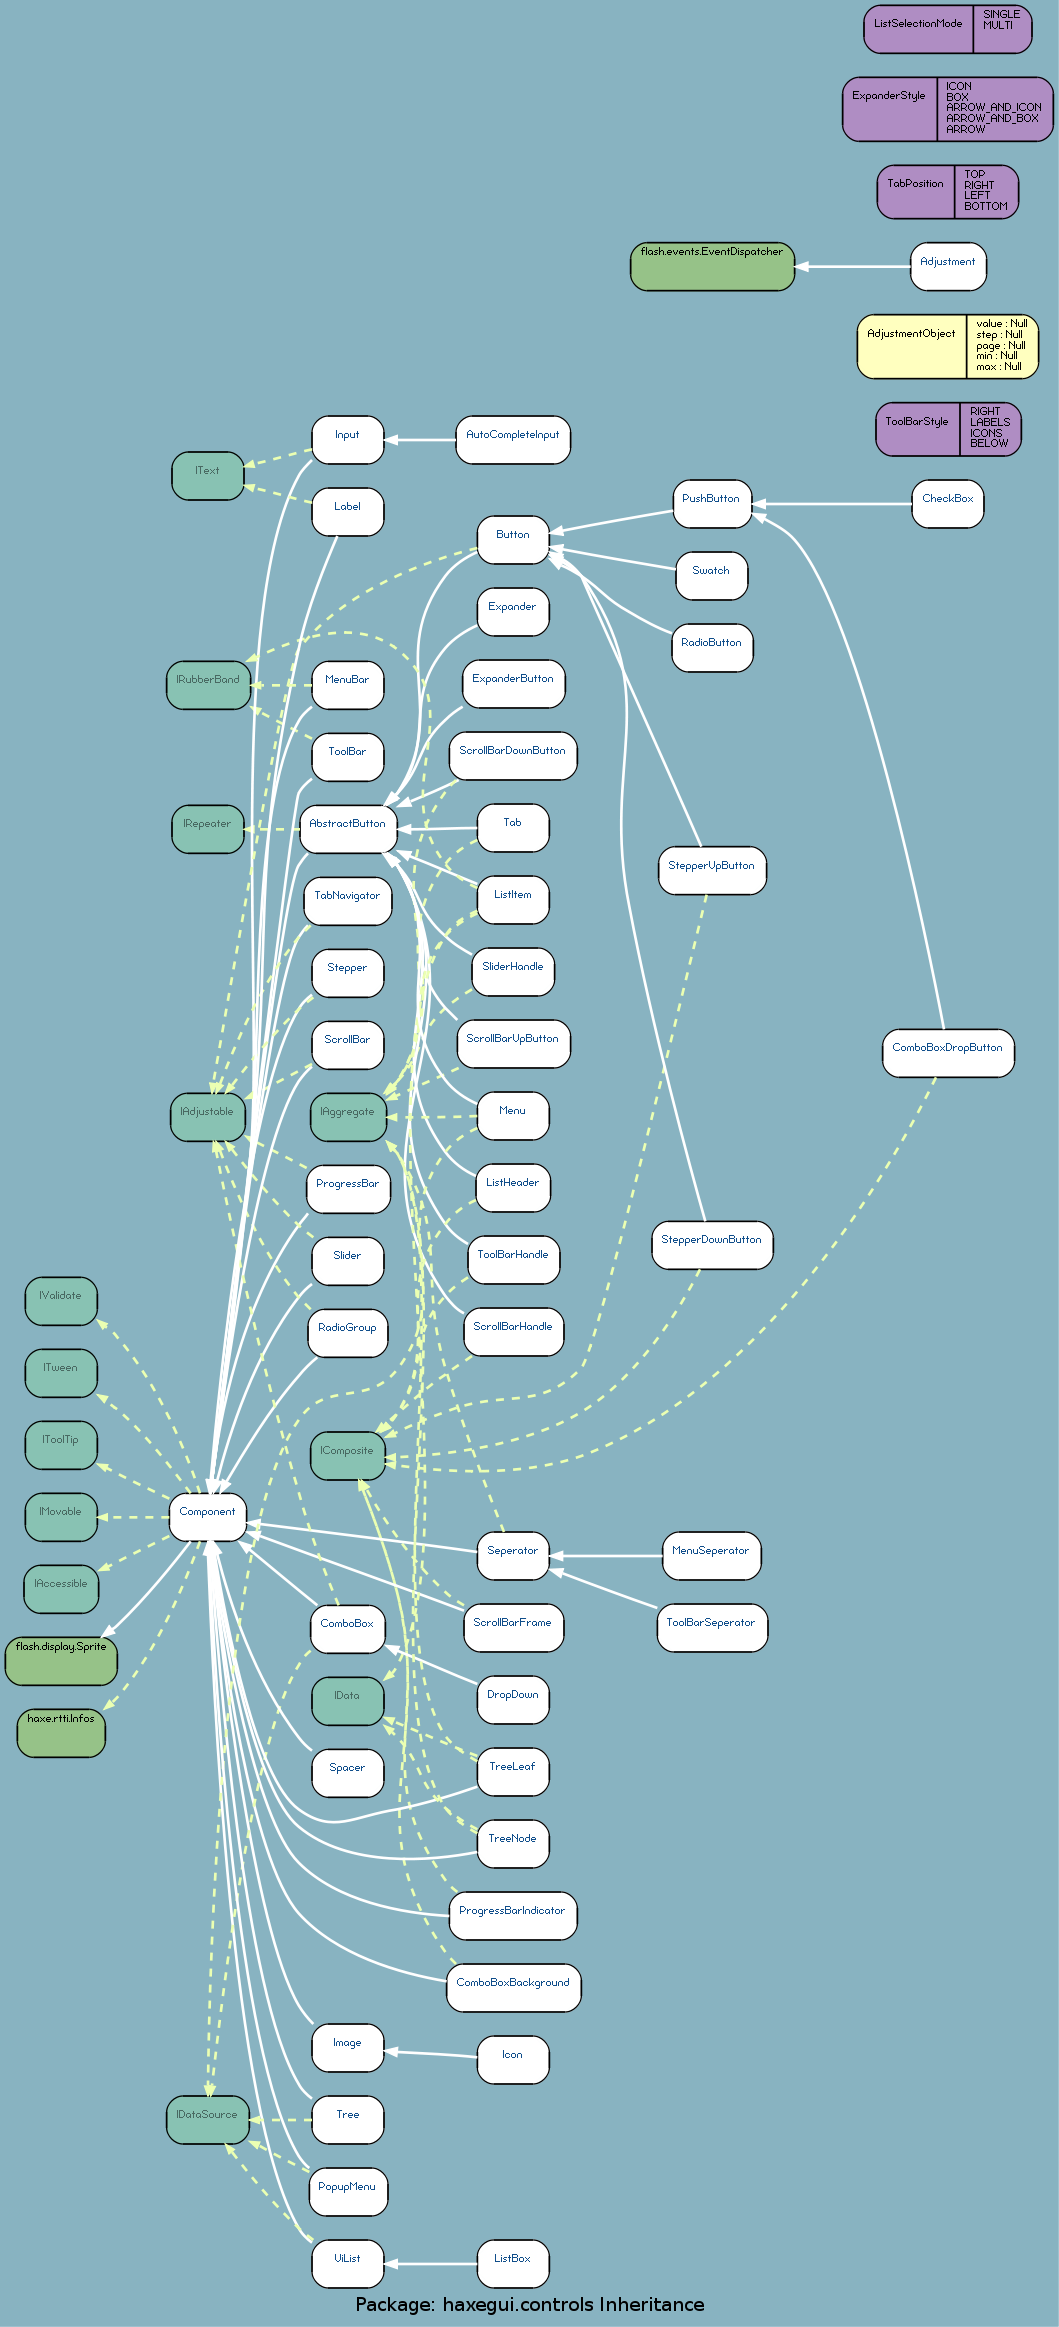 ListSelectionMode
SINGLE
MULTI
ExpanderStyle
ICON
BOX
ARROW_AND_ICON
ARROW_AND_BOX
ARROW
TabPosition
TOP
RIGHT
LEFT
BOTTOM
flash.events.EventDispatcher
Adjustment
AdjustmentObject
value : Null
step : Null
page : Null
min : Null
max : Null
ToolBarStyle
RIGHT
LABELS
ICONS
BELOW
Input
AutoCompleteInput
IText
Label
PushButton
CheckBox
Button
Swatch
Expander
RadioButton
IRubberBand
MenuBar
ExpanderButton
ToolBar
ScrollBarDownButton
IRepeater
AbstractButton
Tab
StepperUpButton
TabNavigator
ListItem
Stepper
SliderHandle
ScrollBar
ScrollBarUpButton
ComboBoxDropButton
IAdjustable
IAggregate
Menu
ProgressBar
ListHeader
Slider
ToolBarHandle
StepperDownButton
IValidate
RadioGroup
ScrollBarHandle
ITween
IToolTip
IComposite
IMovable
Component
IAccessible
Seperator
MenuSeperator
flash.display.Sprite
ComboBox
ScrollBarFrame
ToolBarSeperator
haxe.rtti.Infos
IData
DropDown
Spacer
TreeLeaf
TreeNode
ProgressBarIndicator
ComboBoxBackground
Image
Icon
IDataSource
Tree
PopupMenu
UiList
ListBox
Package: haxegui.controls Inheritance